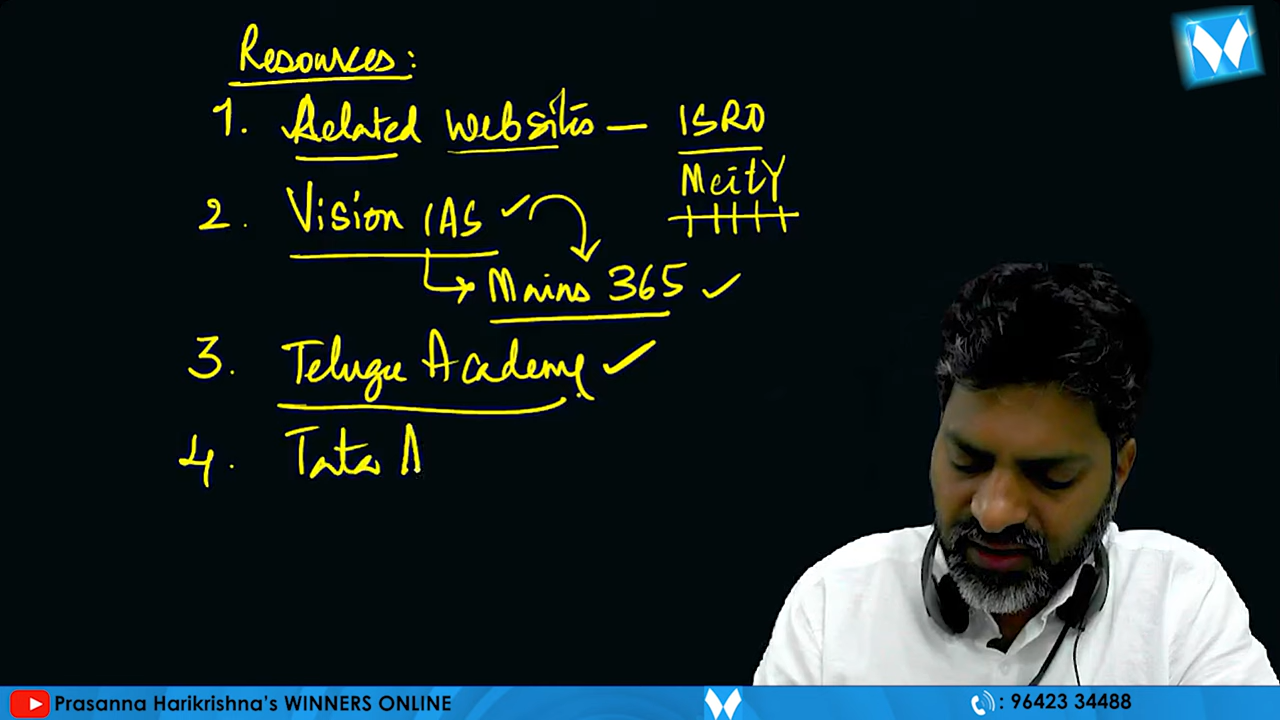 Resources:
1. Related websites — ISRO
MeitY
2. Vision IAS ✓
→ Mains 365 ✓
3. Telugu Academy ✓
4. Tata A
Prasanna Harikrishna's WINNERS ONLINE
: 96423 34488